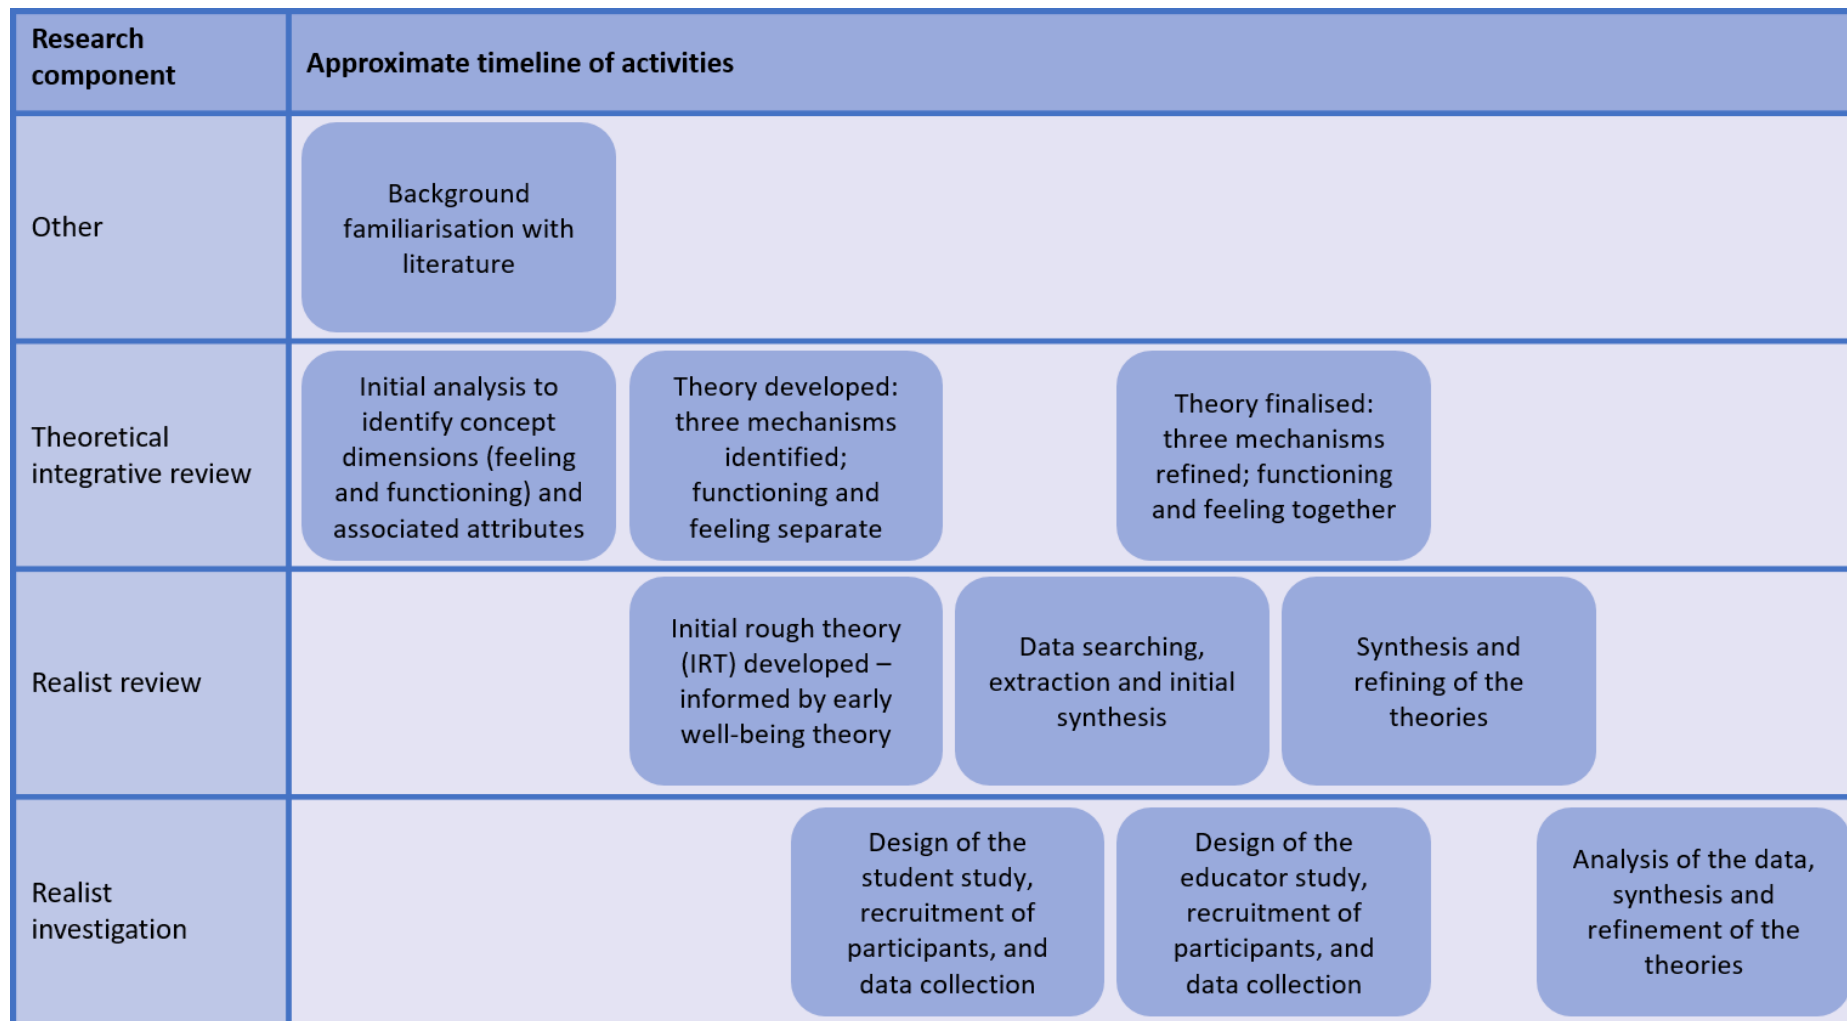 Research
component
Approximate timeline of activities
Other
Background
familiarisation with
literature
Theoretical
integrative review
Initial analysis to
identify concept
dimensions (feeling
and functioning) and
associated attributes
Theory developed:
three mechanisms
identified;
functioning and
feeling separate
Theory finalised:
three mechanisms
refined; functioning
and feeling together
Realist review
Initial rough theory
(IRT) developed –
informed by early
well-being theory
Data searching,
extraction and initial
synthesis
Synthesis and
refining of the
theories
Realist
investigation
Design of the
student study,
recruitment of
participants, and
data collection
Design of the
educator study,
recruitment of
participants, and
data collection
Analysis of the data,
synthesis and
refinement of the
theories